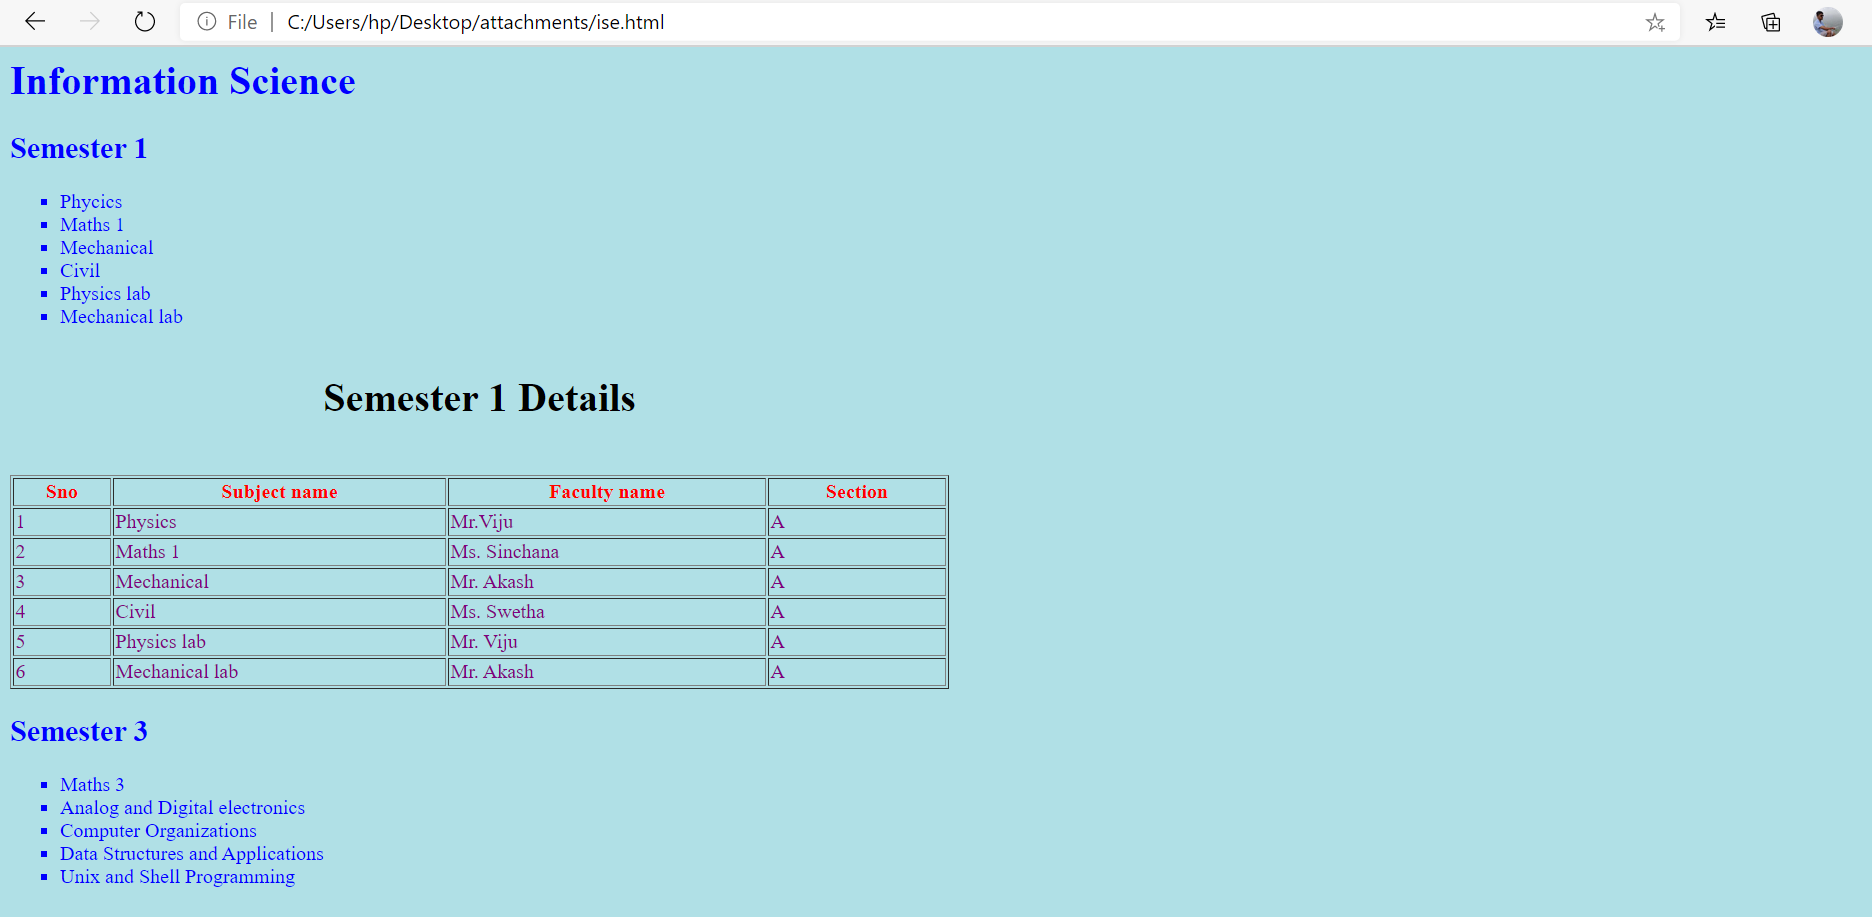 File | C:/Users/hp/Desktop/attachments/ise.html
Information Science
Semester 1
Phycics
Maths 1
Mechanical
Civil
Physics lab
Mechanical lab
Semester 1 Details
Sno Subject name Faculty name Section
1 Physics Mr.Viju A
2 Maths 1 Ms. Sinchana A
3 Mechanical Mr. Akash A
4 Civil Ms. Swetha A
5 Physics lab Mr. Viju A
6 Mechanical lab Mr. Akash A
Semester 3
Maths 3
Analog and Digital electronics
Computer Organizations
Data Structures and Applications
Unix and Shell Programming